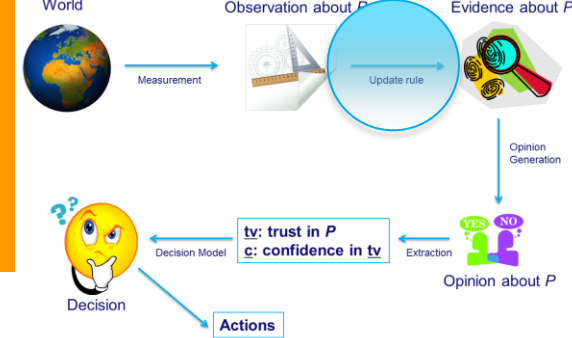 World
Observation about P
Evidence about P
Measurement
Update rule
Opinion
Generation
YES NO
tv: trust in P
c: confidence in tv
Decision Model
Extraction
Opinion about P
Decision
Actions